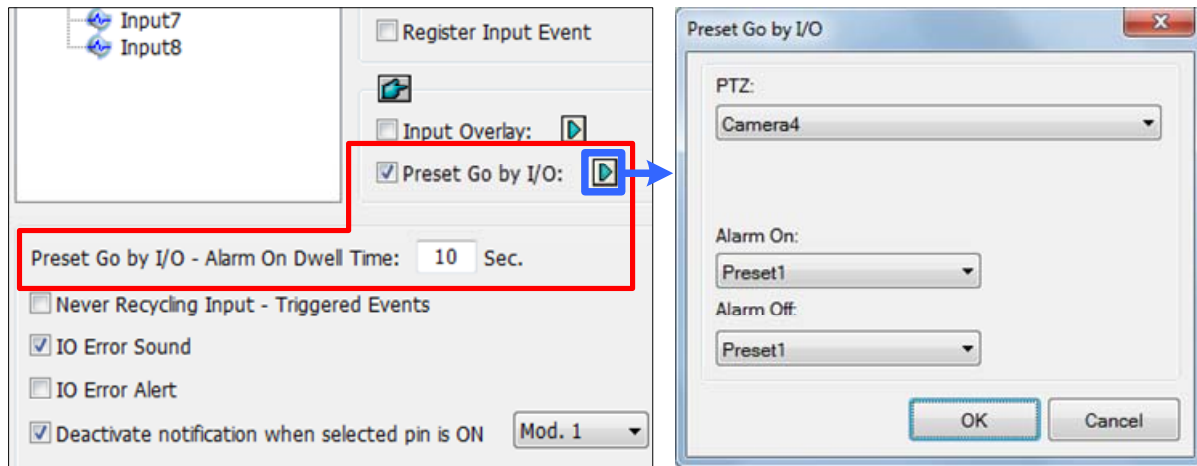 Input7
Input8
Register Input Event
Input Overlay:
Preset Go by I/O:
Preset Go by I/O - Alarm On Dwell Time: 10 Sec.
Never Recycling Input - Triggered Events
IO Error Sound
IO Error Alert
Deactivate notification when selected pin is ON Mod. 1
Preset Go by I/O
PTZ:
Camera4
Alarm On:
Preset1
Alarm Off:
Preset1
OK Cancel